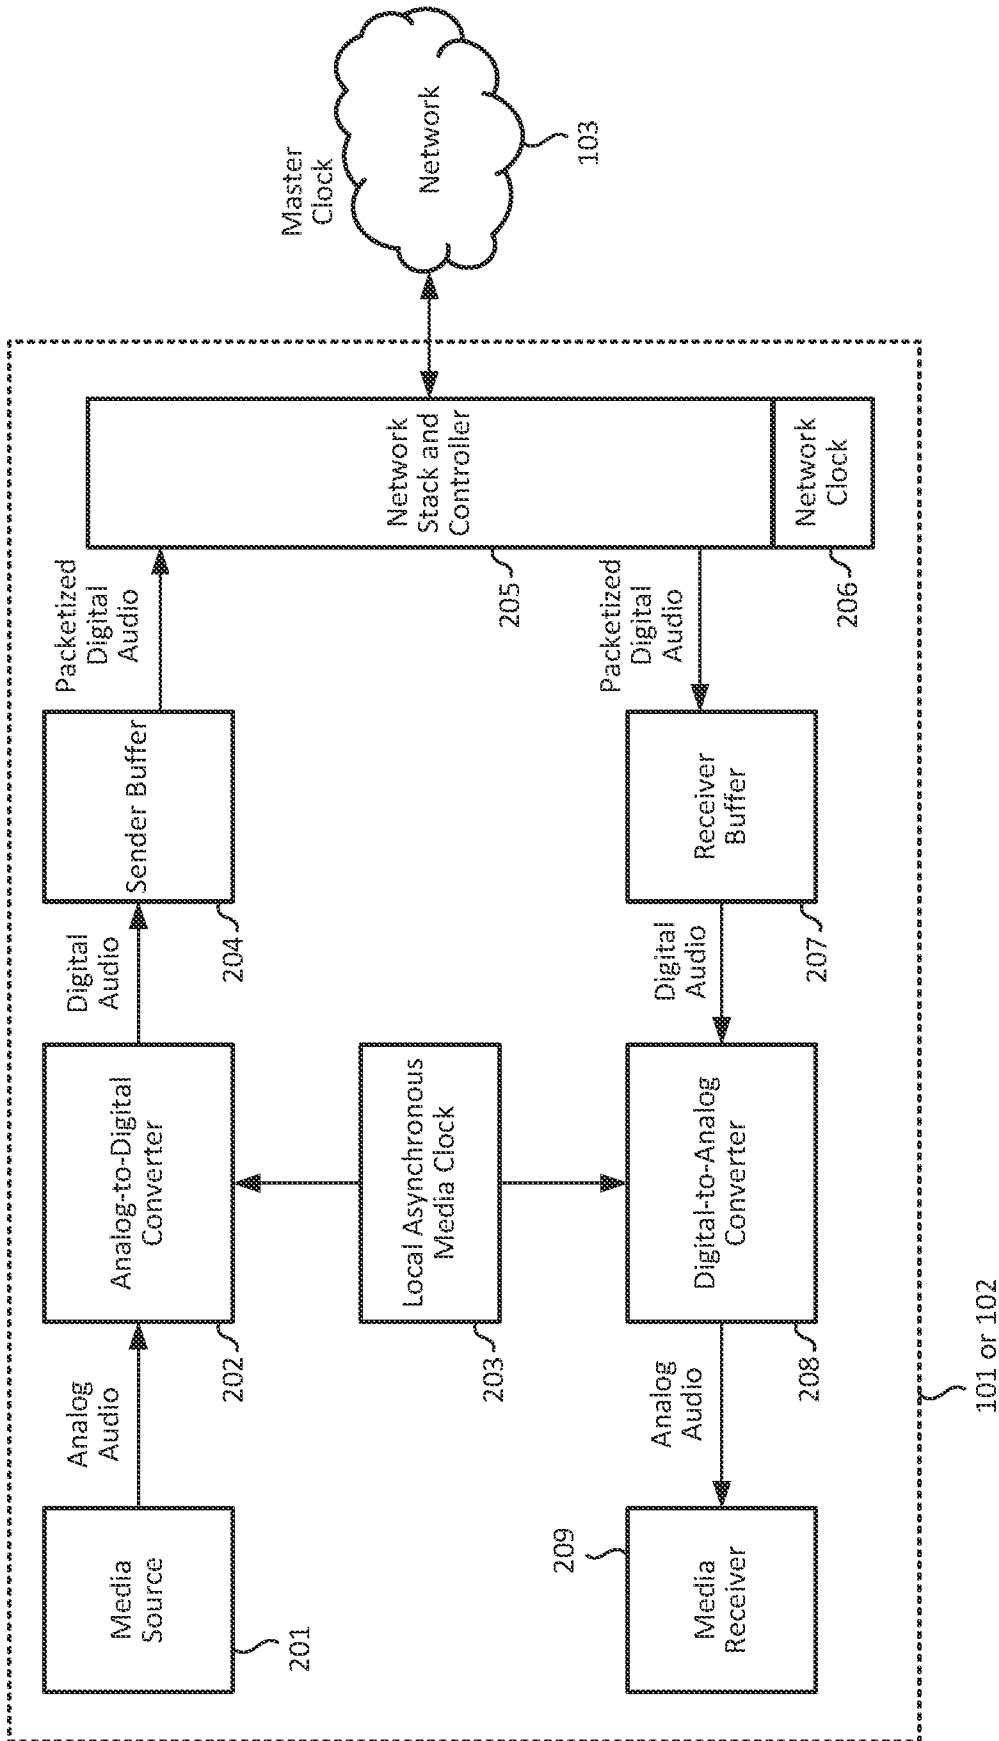 Media
Source
201
Analog
Audio
Analog-to-Digital
Converter
202
Digital
Audio
Sender Buffer
204
Packetized
Digital
Audio
Network
Stack and
Controller
205
Network
Clock
206
Master
Clock
Network
103
Local Asynchronous
Media Clock
203
Packetized
Digital
Audio
Receiver
Buffer
207
Digital
Audio
Digital-to-Analog
Converter
208
Analog
Audio
Media
Receiver
209
101 or 102